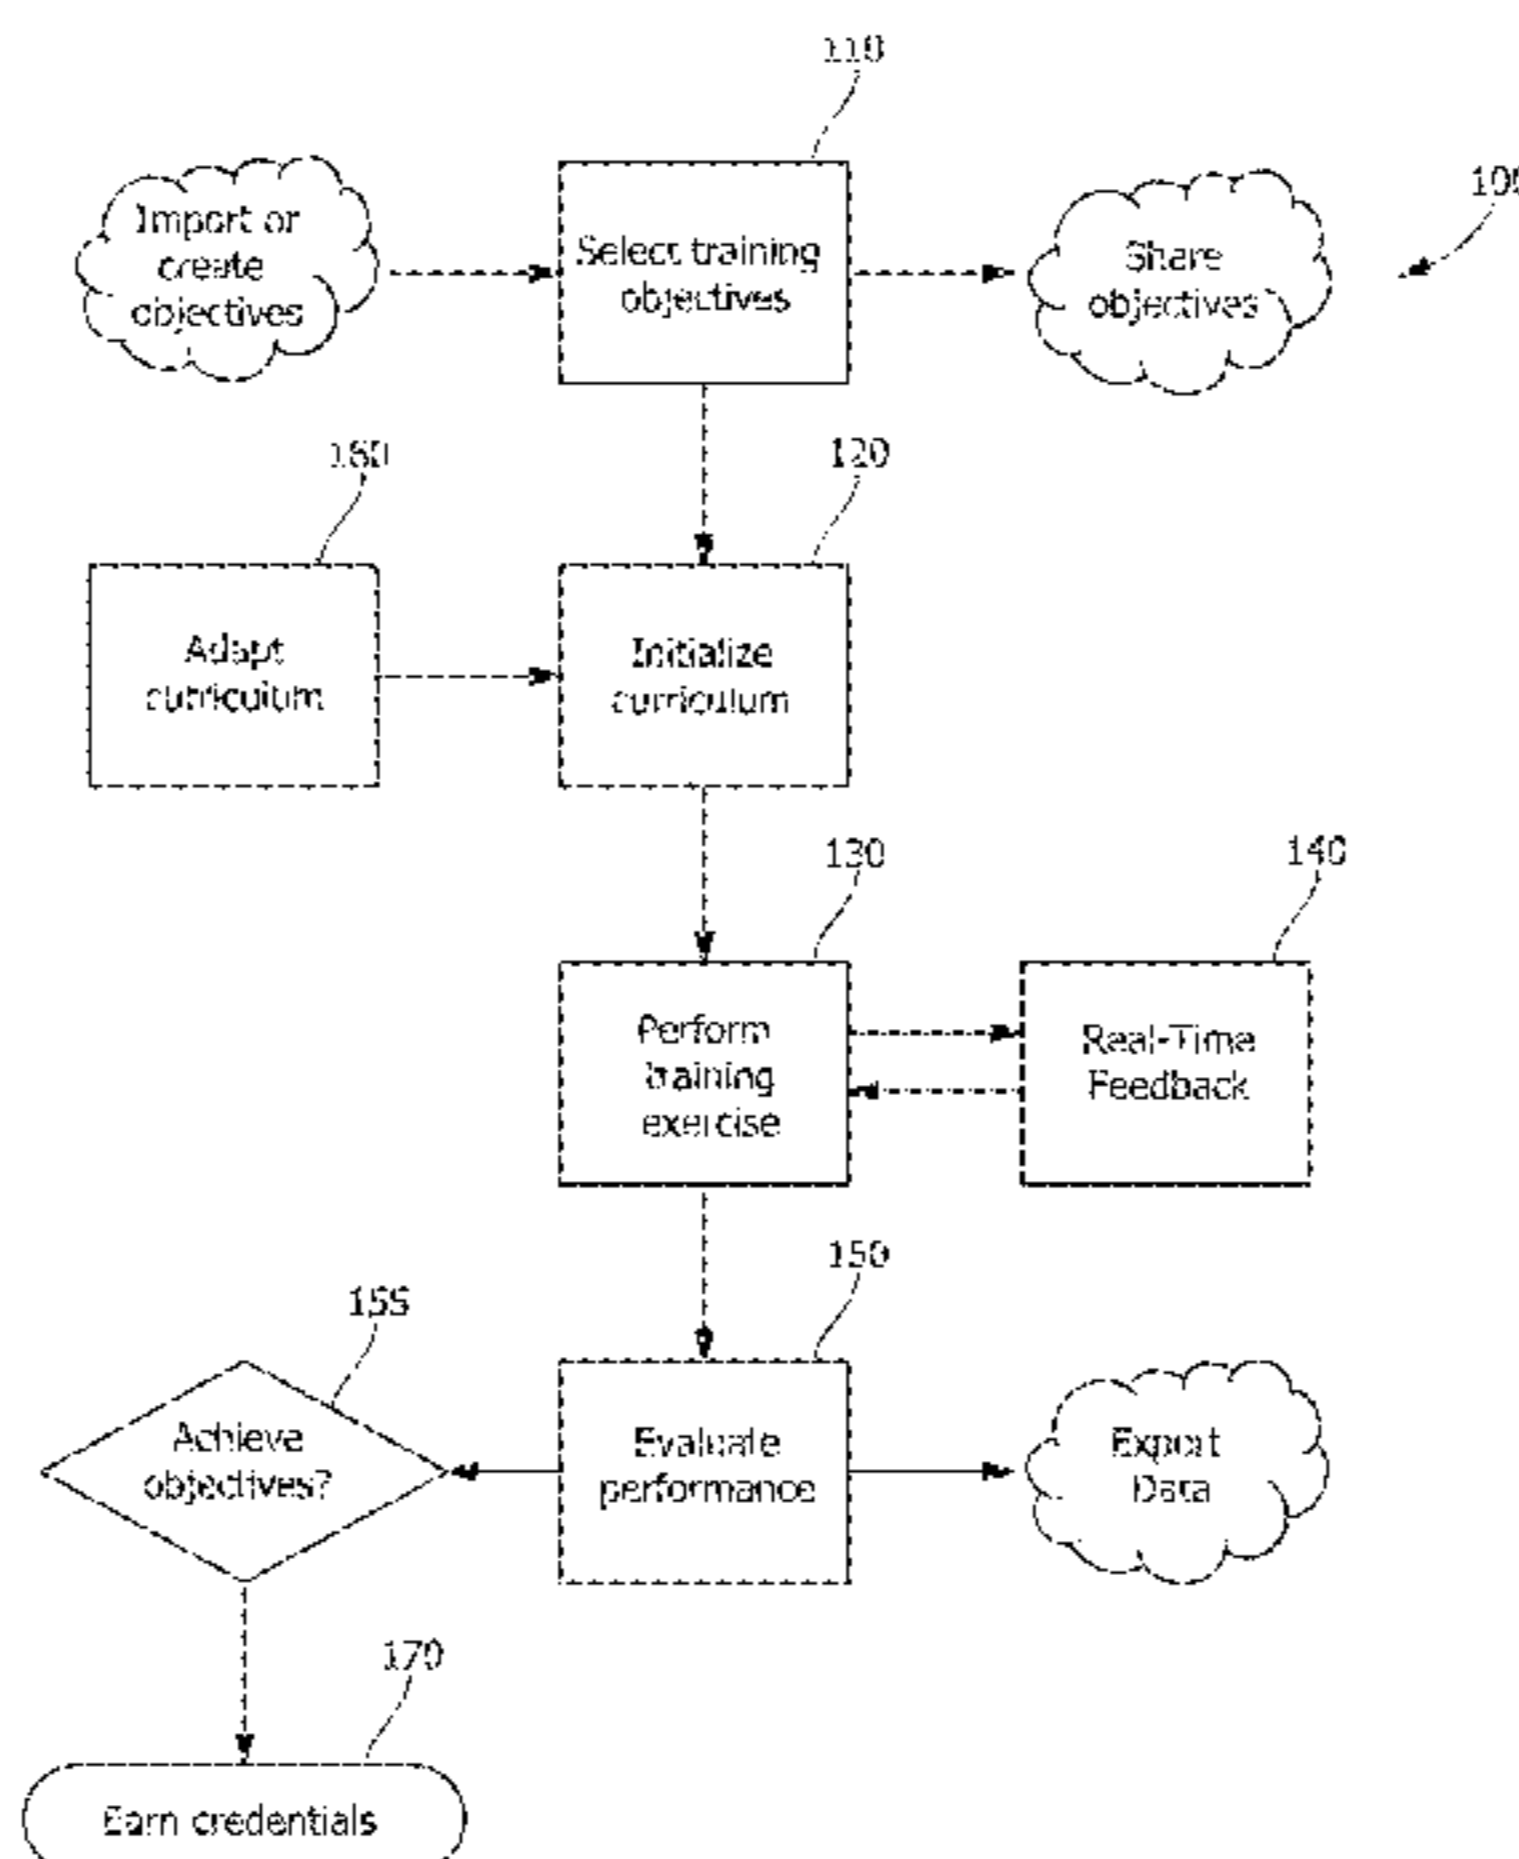 110
100
Import or
create
objectives
Select training
objectives
Share
objectives
160
120
Adapt
curriculum
Initialize
curriculum
130
140
Perform
training
exercise
Real-Time
Feedback
150
155
Achieve
objectives?
Evaluate
performance
Export
Data
170
Earn credentials